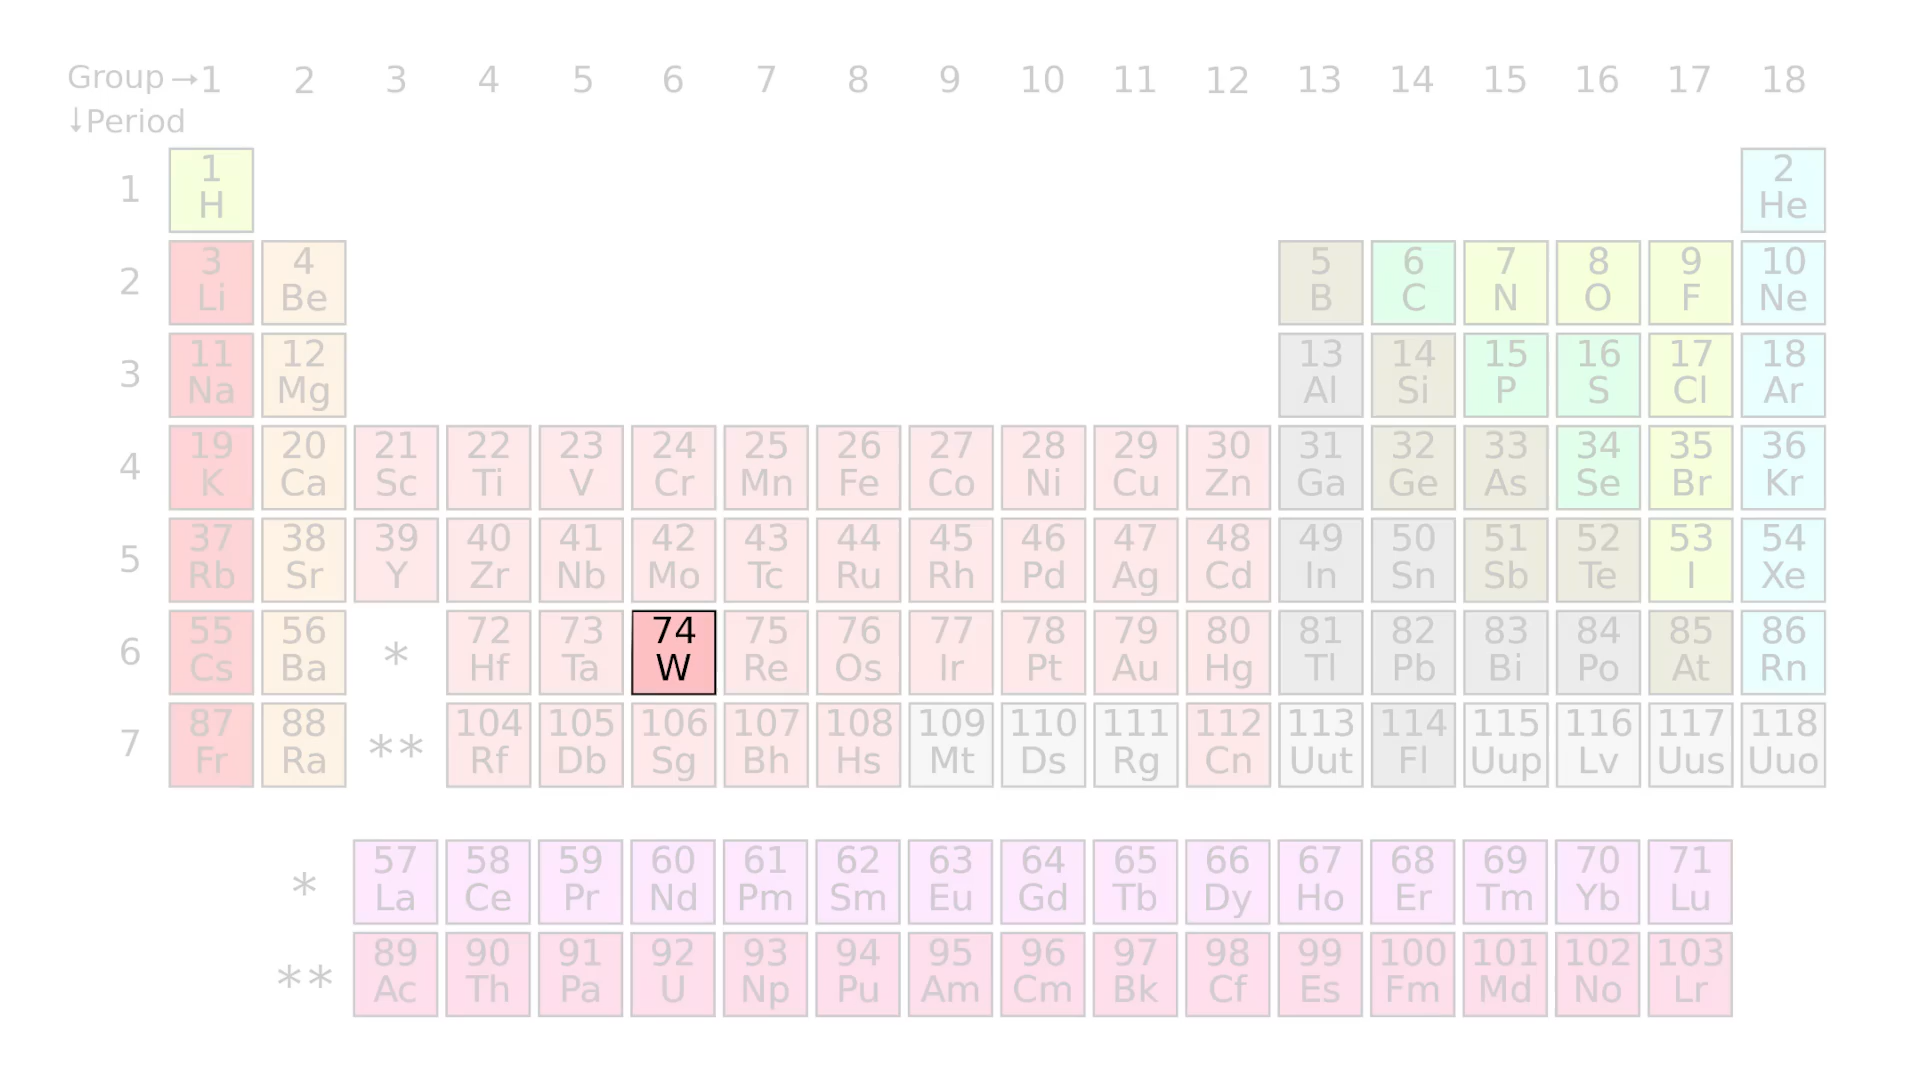 Group →1 2 3 4 5 6 7 8 9 10 11 12 13 14 15 16 17 18
↓Period
1 2
1 H He
3 4 5 6 7 8 9 10
2 Li Be B C N O F Ne
11 12 13 14 15 16 17 18
3 Na Mg Al Si P S Cl Ar
19 20 21 22 23 24 25 26 27 28 29 30 31 32 33 34 35 36
4 K Ca Sc Ti V Cr Mn Fe Co Ni Cu Zn Ga Ge As Se Br Kr
37 38 39 40 41 42 43 44 45 46 47 48 49 50 51 52 53 54
5 Rb Sr Y Zr Nb Mo Tc Ru Rh Pd Ag Cd In Sn Sb Te I Xe
55 56 72 73 74 75 76 77 78 79 80 81 82 83 84 85 86
6 Cs Ba * Hf Ta W Re Os Ir Pt Au Hg Tl Pb Bi Po At Rn
87 88 104 105 106 107 108 109 110 111 112 113 114 115 116 117 118
7 Fr Ra ** Rf Db Sg Bh Hs Mt Ds Rg Cn Uut Fl Uup Lv Uus Uuo
57 58 59 60 61 62 63 64 65 66 67 68 69 70 71
* La Ce Pr Nd Pm Sm Eu Gd Tb Dy Ho Er Tm Yb Lu
89 90 91 92 93 94 95 96 97 98 99 100 101 102 103
** Ac Th Pa U Np Pu Am Cm Bk Cf Es Fm Md No Lr